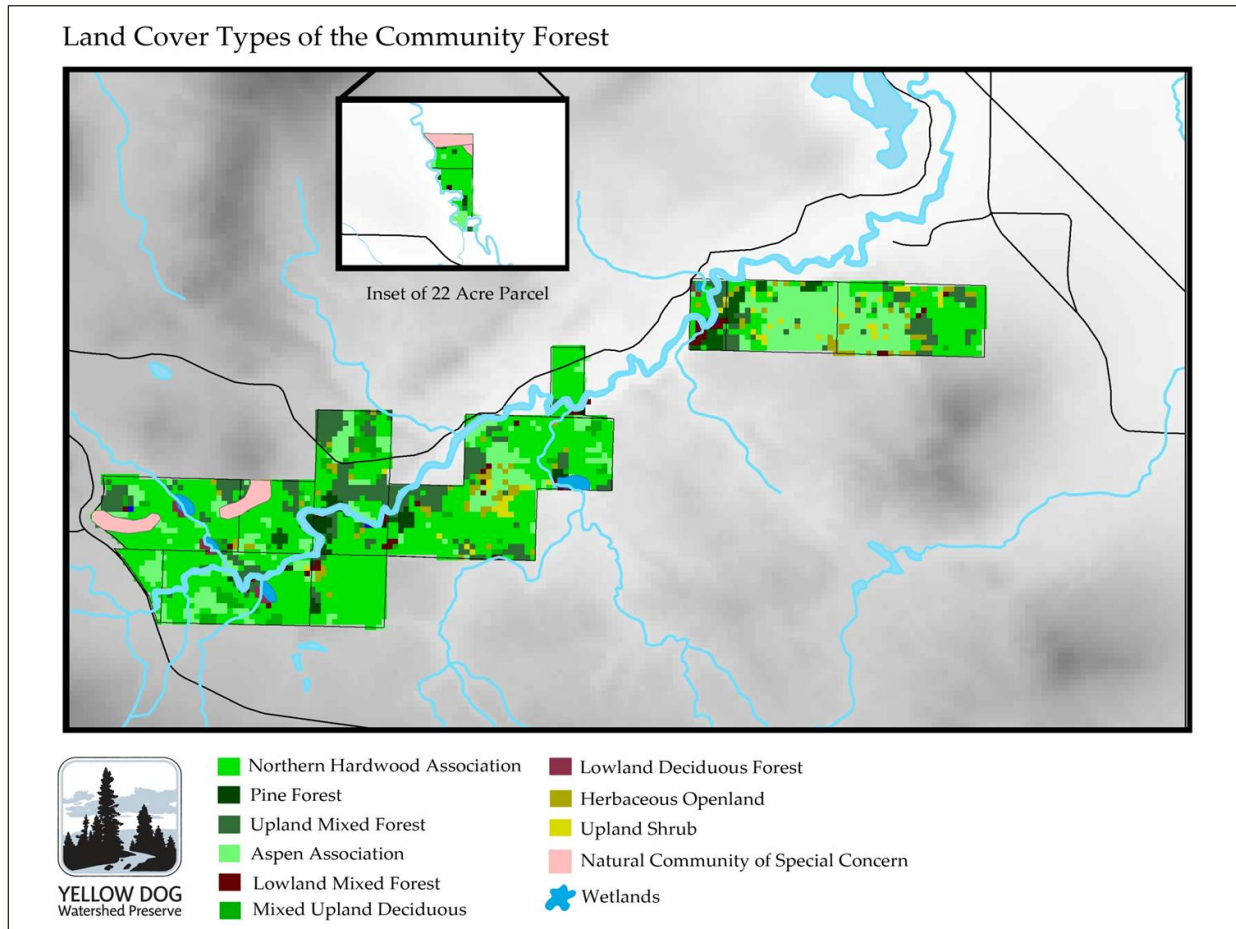 Land Cover Types of the Community Forest
Inset of 22 Acre Parcel
YELLOW DOG
Watershed Preserve
Northern Hardwood Association
Pine Forest
Upland Mixed Forest
Aspen Association
Lowland Mixed Forest
Mixed Upland Deciduous
Lowland Deciduous Forest
Herbaceous Openland
Upland Shrub
Natural Community of Special Concern
Wetlands